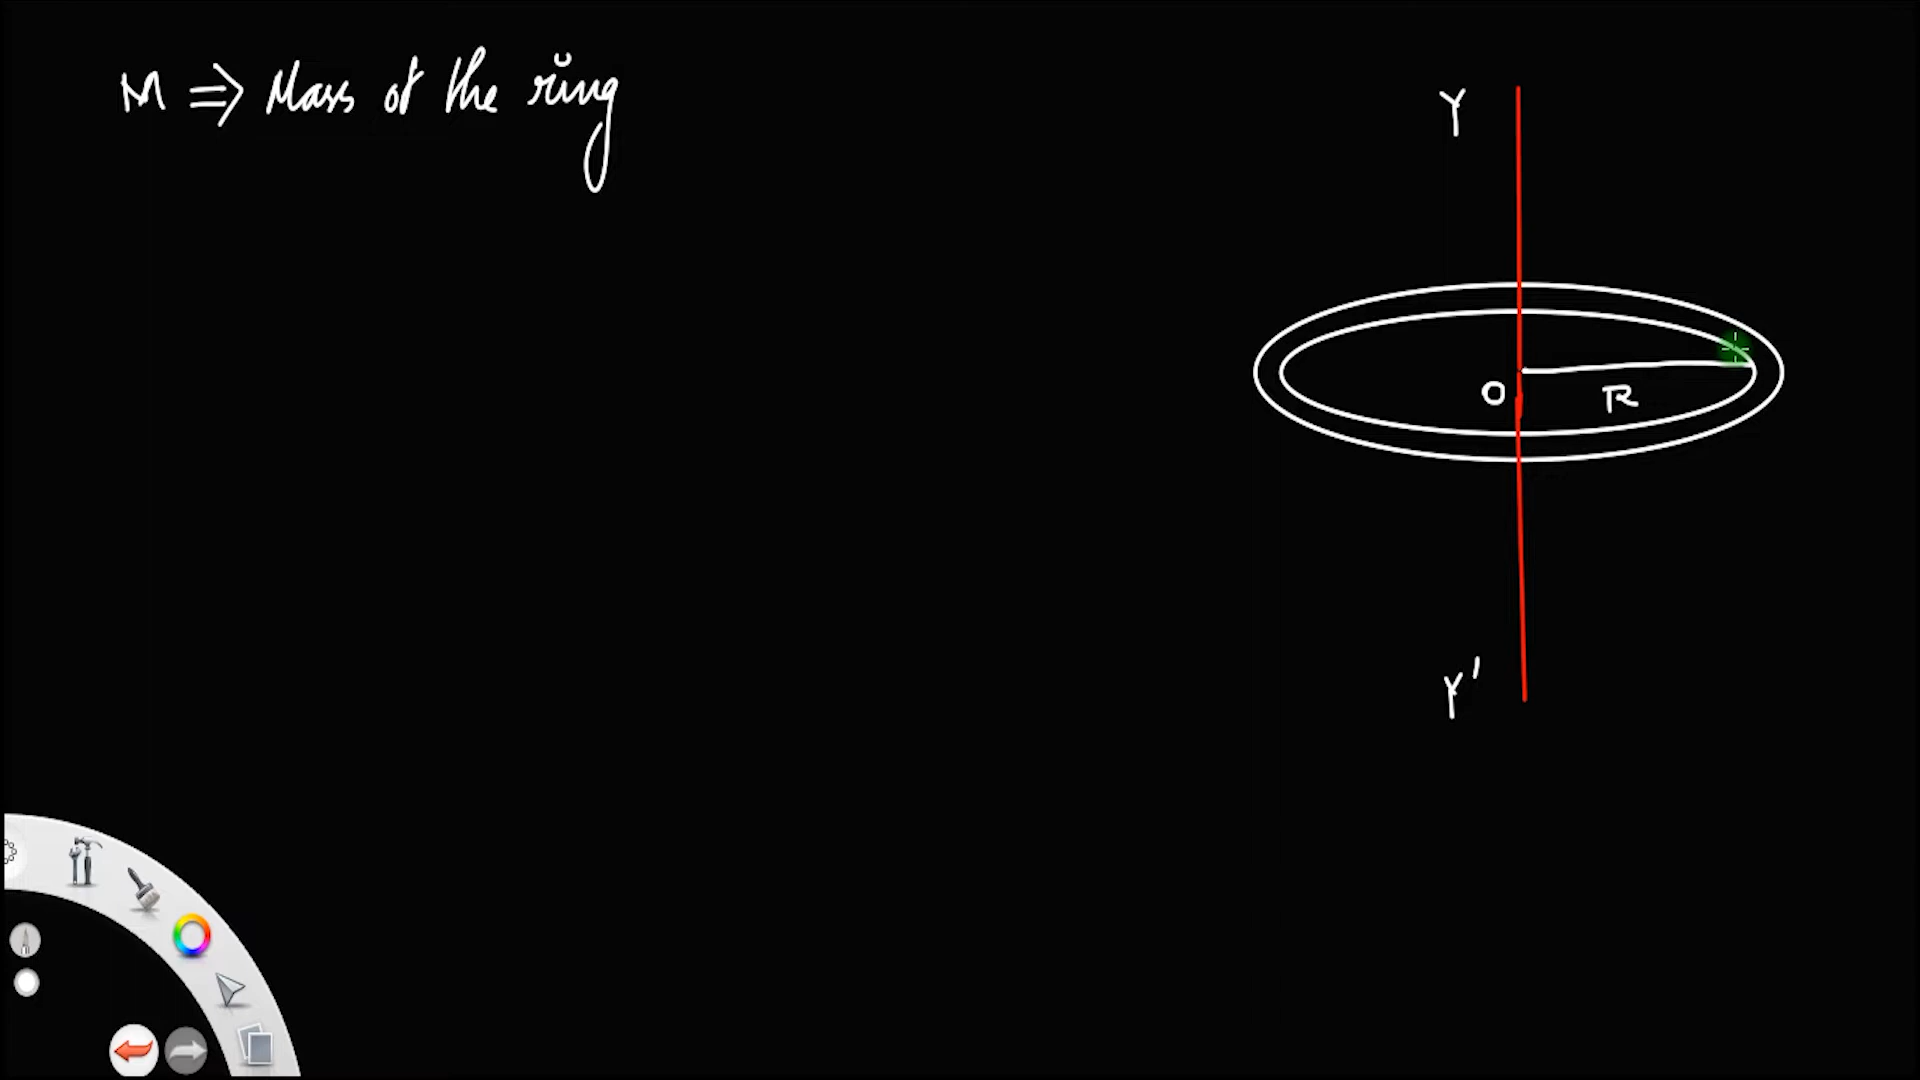 M ⇒ Mass of the ring
Y
O R
Y'